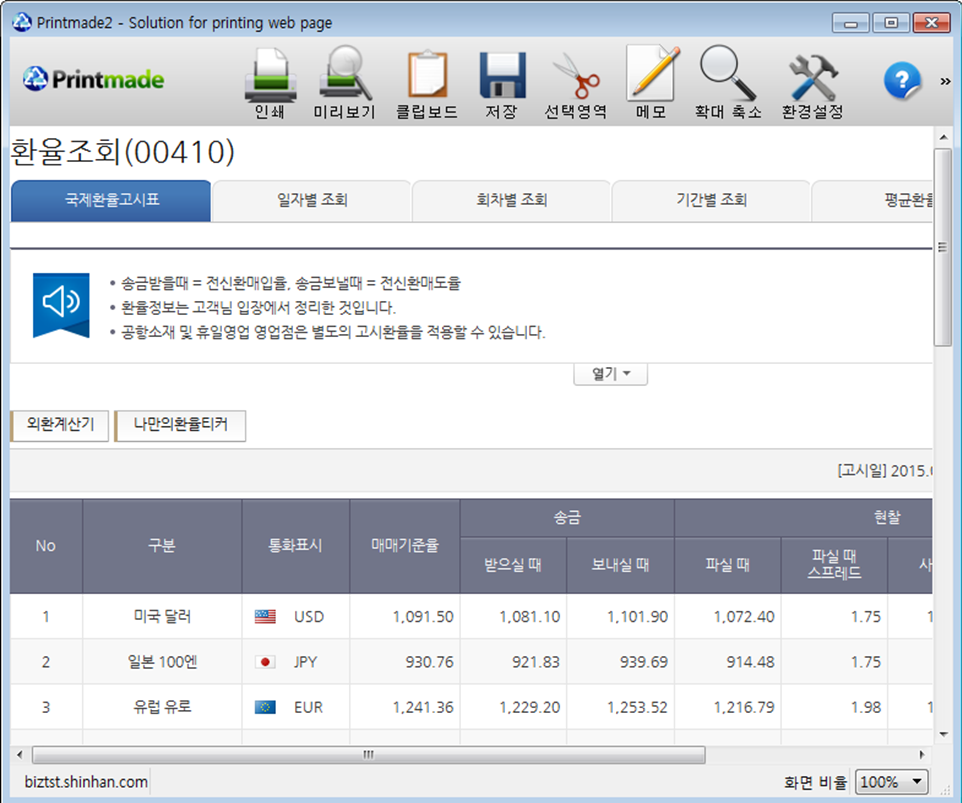 Printmade2 - Solution for printing web page
Printmade
인쇄 미리보기 클립보드 저장 선택영역 메모 확대 축소 환경설정 ? »
환율조회(00410)
국제환율고시표 일자별 조회 회차별 조회 기간별 조회 평균환율
• 송금받을때 = 전신환매입율, 송금보낼때 = 전신환매도율
• 환율정보는 고객님 입장에서 정리한 것입니다.
• 공항소재 및 휴일영업 영업점은 별도의 고시환율을 적용할 수 있습니다.
열기
외환계산기 나만의환율티커
[고시일] 2015.
No 구분 통화표시 매매기준율 송금 현찰
받으실 때 보내실 때 파실 때 파실 때 스프레드 사
1 미국 달러 USD 1,091.50 1,081.10 1,101.90 1,072.40 1.75 1
2 일본 100엔 JPY 930.76 921.83 939.69 914.48 1.75
3 유럽 유로 EUR 1,241.36 1,229.20 1,253.52 1,216.79 1.98 1
biztst.shinhan.com 화면 비율 100%